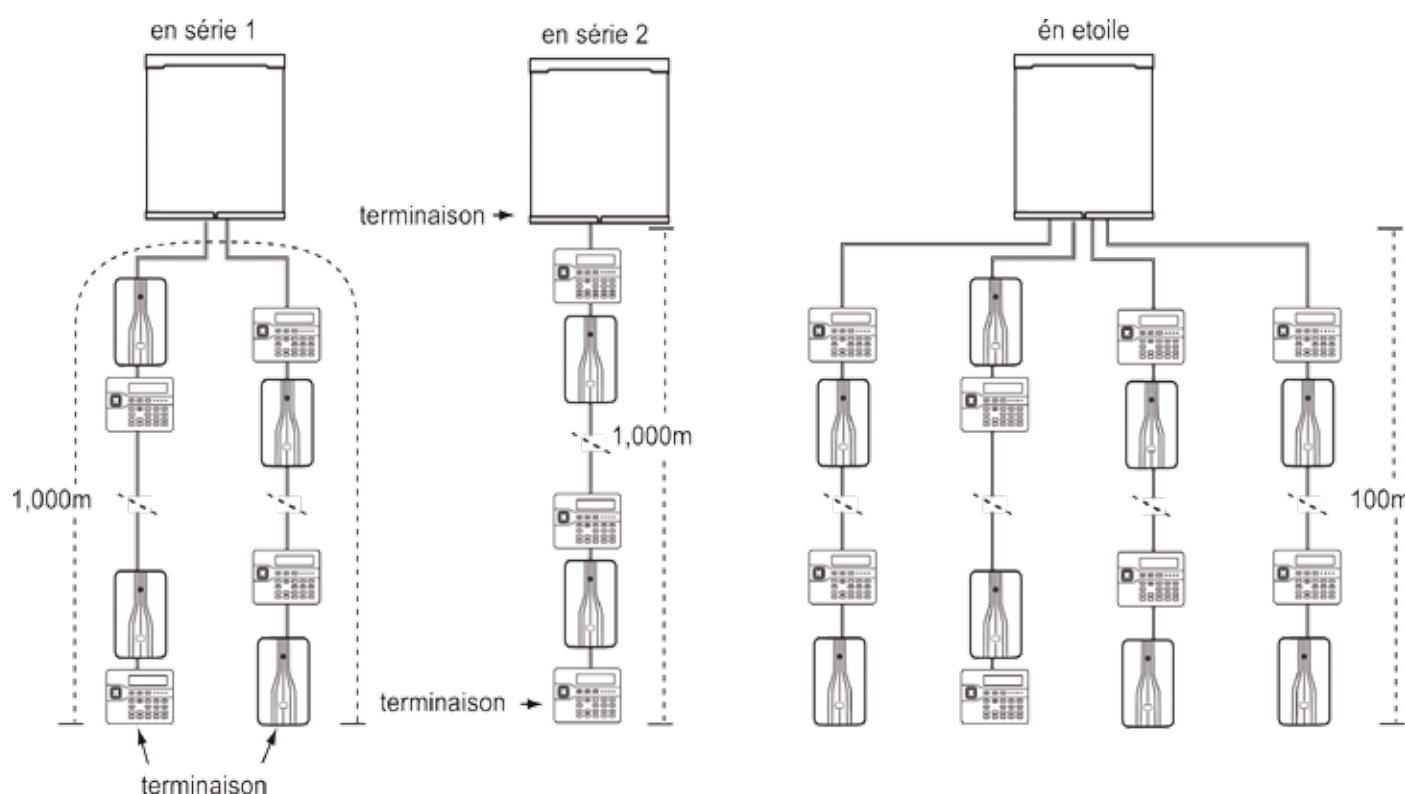 en série 1
en série 2
én etoile
terminaison
1,000m
1,000m
100m
terminaison
terminaison